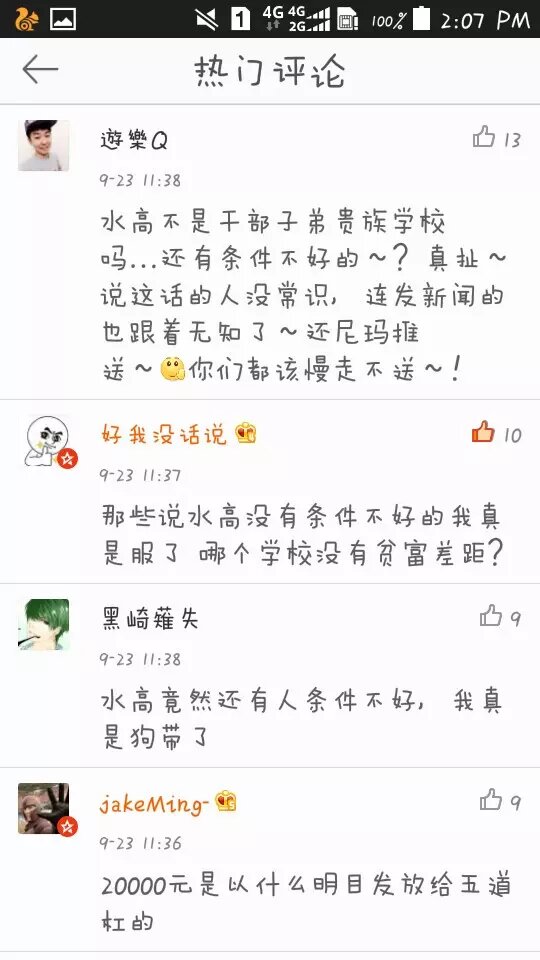 1
4G 4G 2G 100% 2:07 PM
热门评论
遊樂Q
13
9-23 11:38
水高不是干部子弟贵族学校
吗...还有条件不好的~? 真扯~
说这话的人没常识, 连发新闻的
也跟着无知了~还尼玛推
送~你们都该慢走不送~!
好我没话说
10
9-23 11:37
那些说水高没有条件不好的我真
是服了 哪个学校没有贫富差距?
黑崎薙失
9
9-23 11:38
水高竟然还有人条件不好, 我真
是狗带了
jakeMing-
9
9-23 11:36
20000元是以什么明目发放给五道
杠的